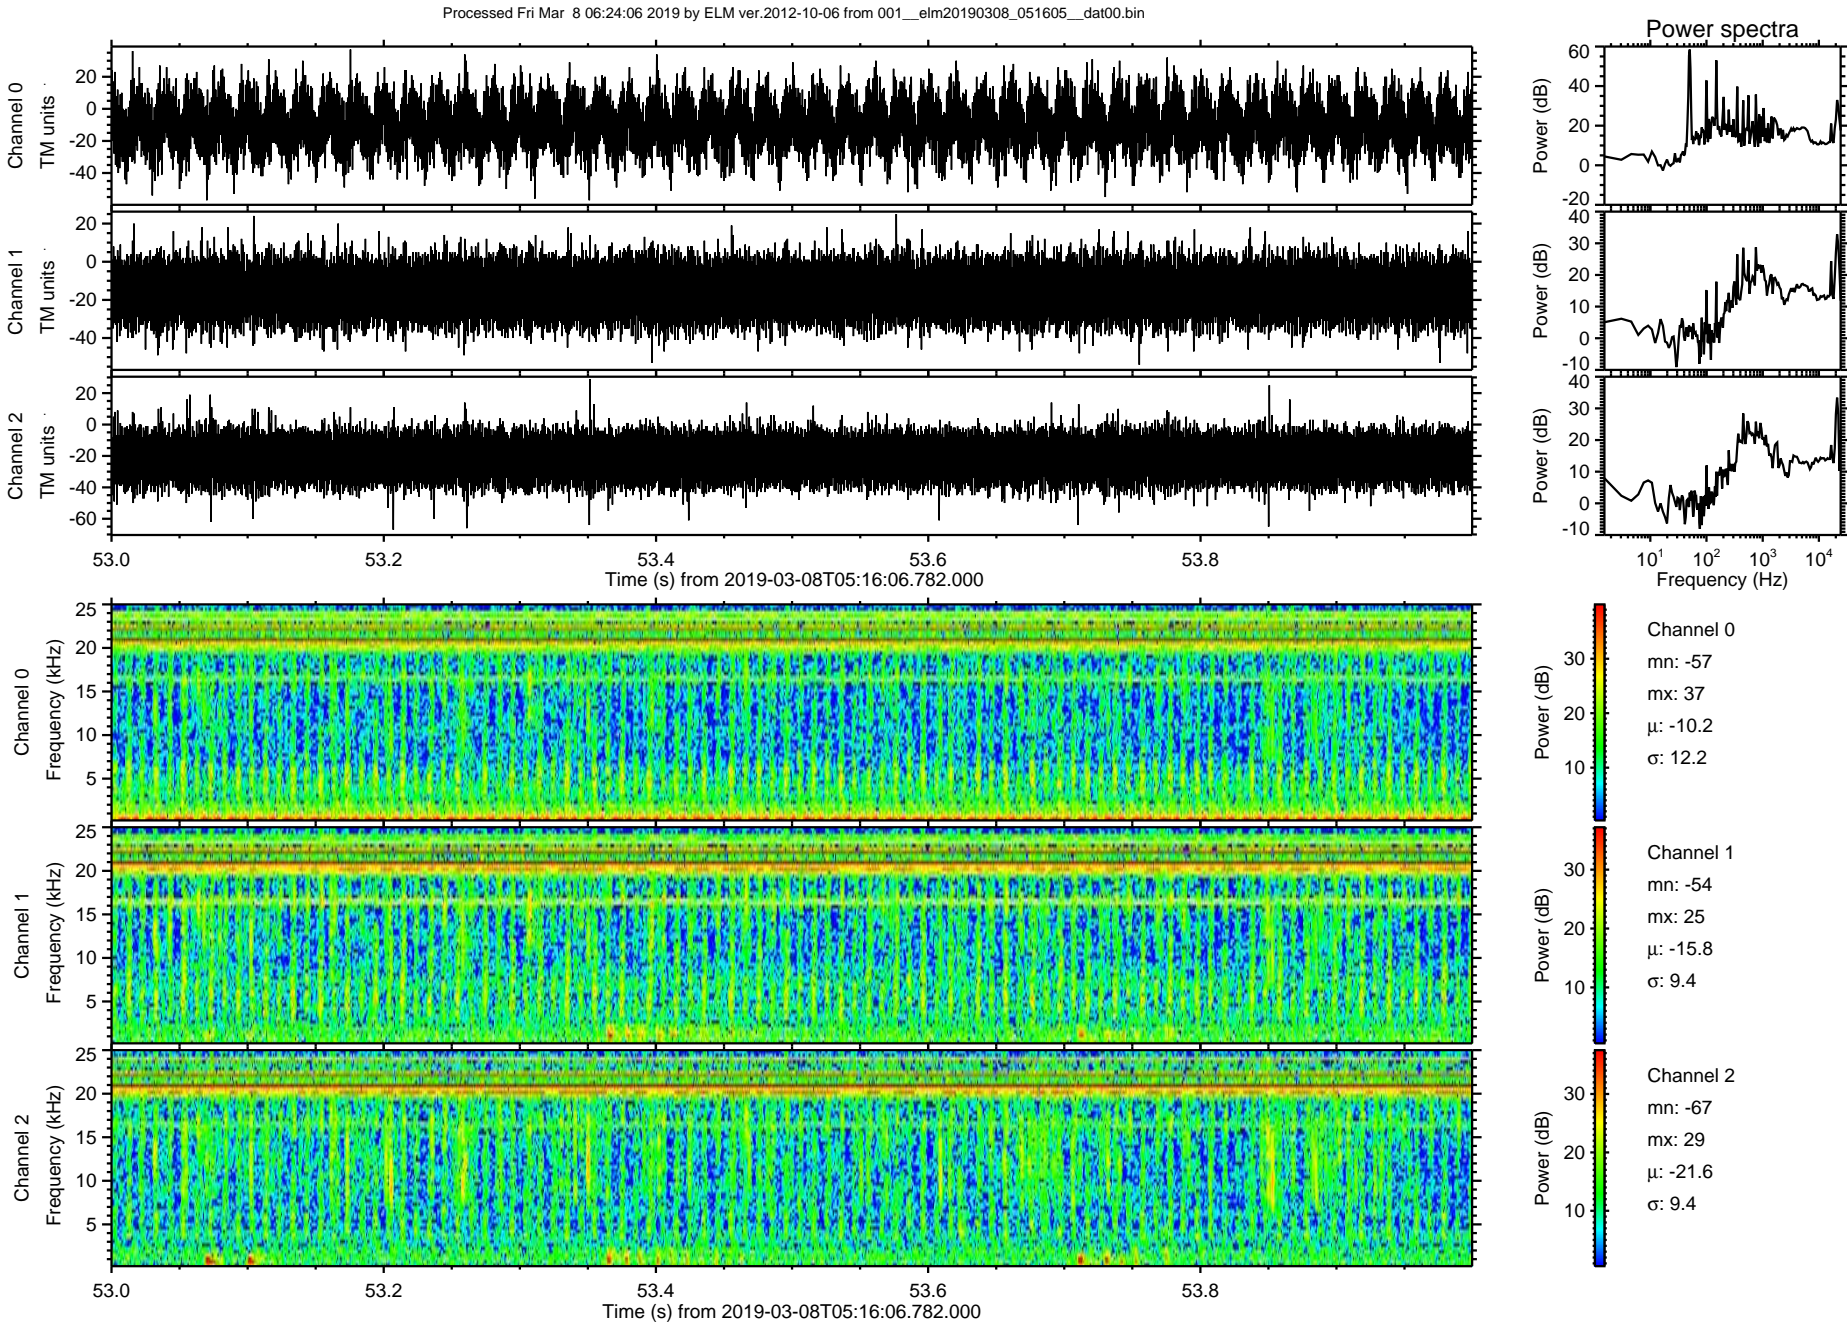 Processed Fri Mar  8 06:24:06 2019 by ELM ver.2012-10-06 from 001__elm20190308_051605__dat00.bin
Power spectra
Channel 0
TM units
20
0
-20
-40
Power (dB)
60
40
20
0
-20
Channel 1
TM units
20
0
-20
-40
Power (dB)
40
30
20
10
0
-10
Channel 2
TM units
20
0
-20
-40
-60
Power (dB)
40
30
20
10
0
-10
53.0 53.2 53.4 53.6 53.8
Time (s) from 2019-03-08T05:16:06.782.000
10^1 10^2 10^3 10^4
Frequency (Hz)
Channel 0
Frequency (kHz)
25
20
15
10
5
Power (dB)
30
20
10
Channel 0
mn: -57
mx: 37
μ: -10.2
σ: 12.2
Channel 1
Frequency (kHz)
25
20
15
10
5
Power (dB)
30
20
10
Channel 1
mn: -54
mx: 25
μ: -15.8
σ: 9.4
Channel 2
Frequency (kHz)
25
20
15
10
5
Power (dB)
30
20
10
Channel 2
mn: -67
mx: 29
μ: -21.6
σ: 9.4
53.0 53.2 53.4 53.6 53.8
Time (s) from 2019-03-08T05:16:06.782.000